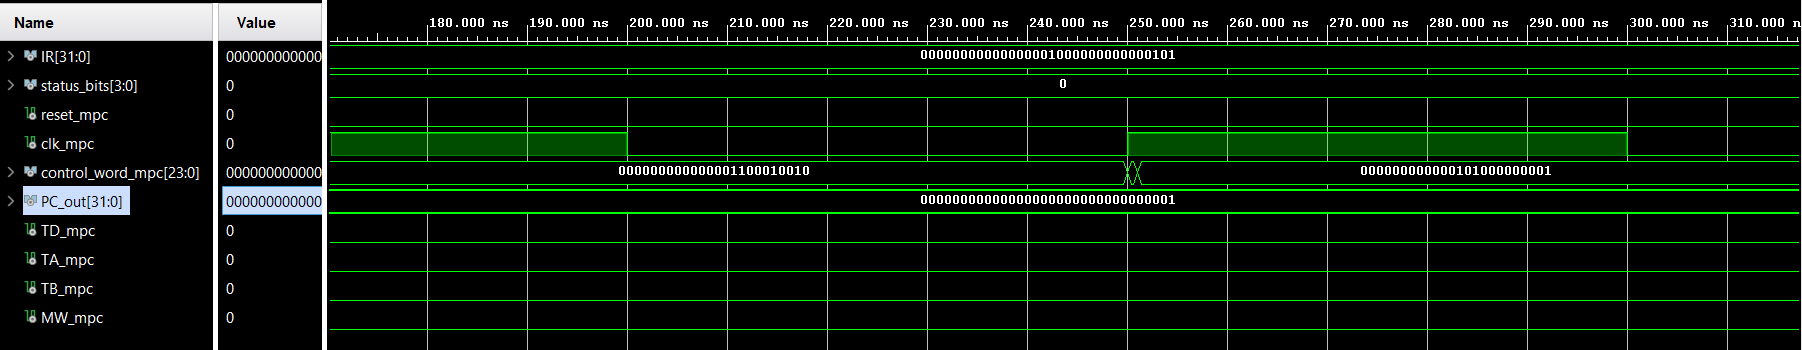 Name Value 180.000 ns 190.000 ns 200.000 ns 210.000 ns 220.000 ns 230.000 ns 240.000 ns 250.000 ns 260.000 ns 270.000 ns 280.000 ns 290.000 ns 300.000 ns 310.000 n
IR[31:0] 000000000000 00000000000000001000000000000101
status_bits[3:0] 0 0
reset_mpc 0
clk_mpc 0
control_word_mpc[23:0] 000000000000 000000000000001100010010 000000000000101000000001
PC_out[31:0] 000000000000 00000000000000000000000000000001
TD_mpc 0
TA_mpc 0
TB_mpc 0
MW_mpc 0